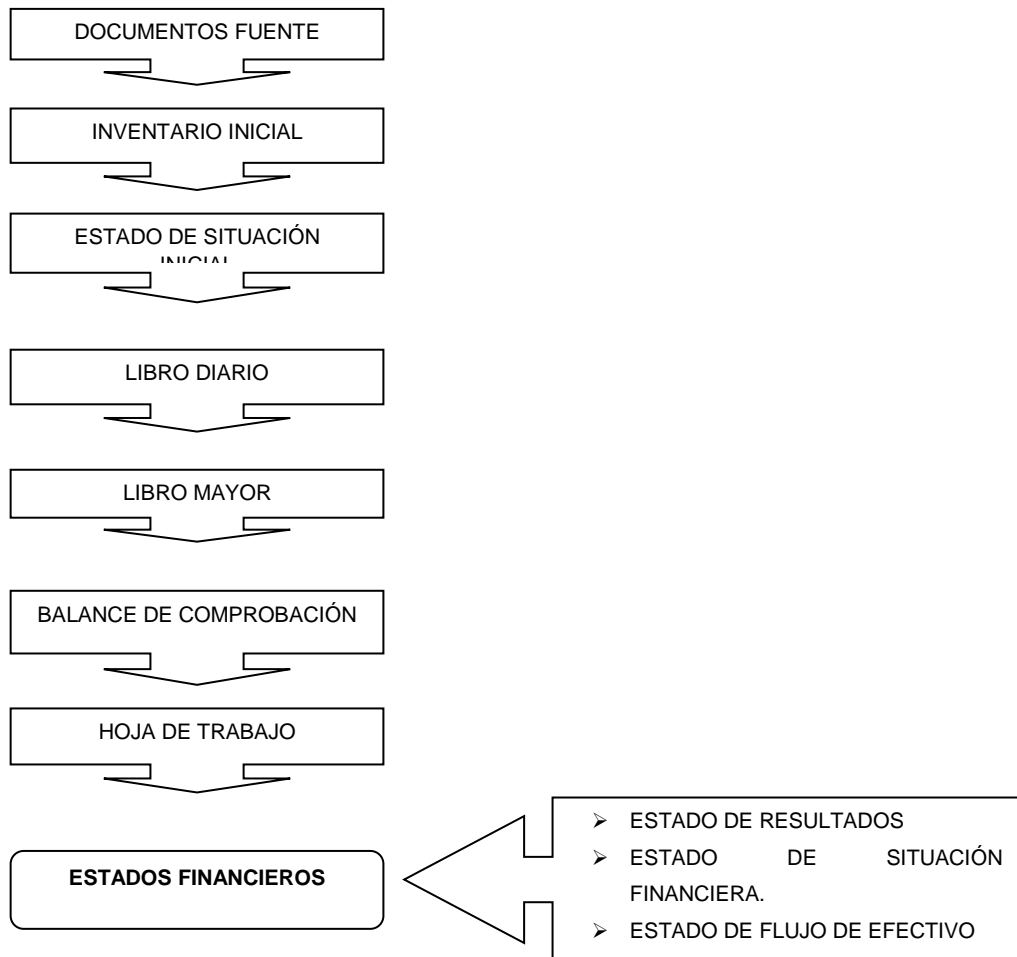 DOCUMENTOS FUENTE
INVENTARIO INICIAL
ESTADO DE SITUACIÓN
INICIAL
LIBRO DIARIO
LIBRO MAYOR
BALANCE DE COMPROBACIÓN
HOJA DE TRABAJO
ESTADOS FINANCIEROS
➢ ESTADO DE RESULTADOS
➢ ESTADO DE SITUACIÓN
FINANCIERA.
➢ ESTADO DE FLUJO DE EFECTIVO